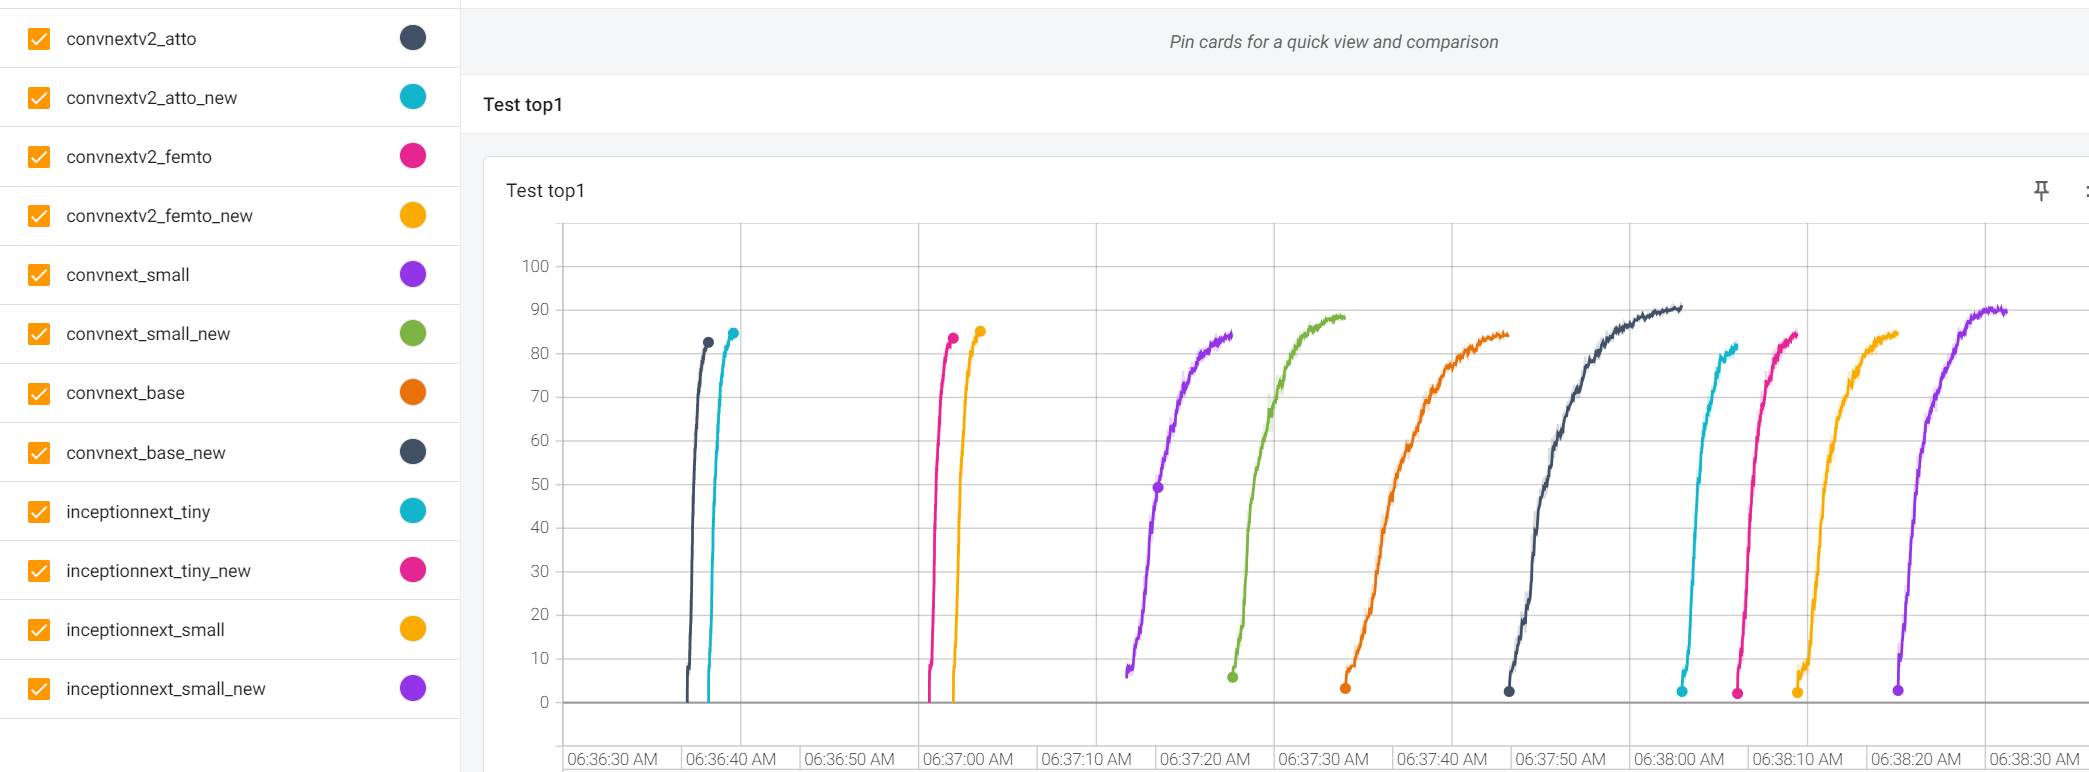 convnextv2_atto
convnextv2_atto_new
convnextv2_femto
convnextv2_femto_new
convnext_small
convnext_small_new
convnext_base
convnext_base_new
inceptionnext_tiny
inceptionnext_tiny_new
inceptionnext_small
inceptionnext_small_new
Pin cards for a quick view and comparison
Test top1
Test top1
100
90
80
70
60
50
40
30
20
10
0
06:36:30 AM 06:36:40 AM 06:36:50 AM 06:37:00 AM 06:37:10 AM 06:37:20 AM 06:37:30 AM 06:37:40 AM 06:37:50 AM 06:38:00 AM 06:38:10 AM 06:38:20 AM 06:38:30 AM